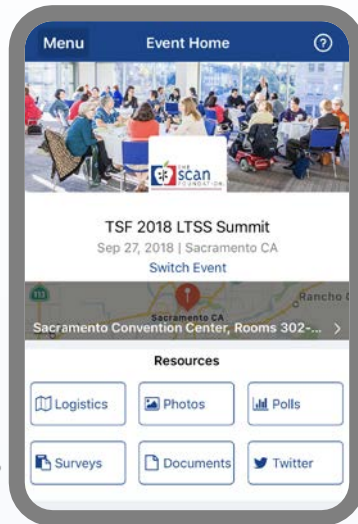 Menu Event Home ?
THE
scan
FOUNDATION.
TSF 2018 LTSS Summit
Sep 27, 2018 | Sacramento CA
Switch Event
113
Rancho
Sacramento CA
Sacramento Convention Center, Rooms 302-... >
Resources
Logistics Photos Polls
Surveys Documents Twitter